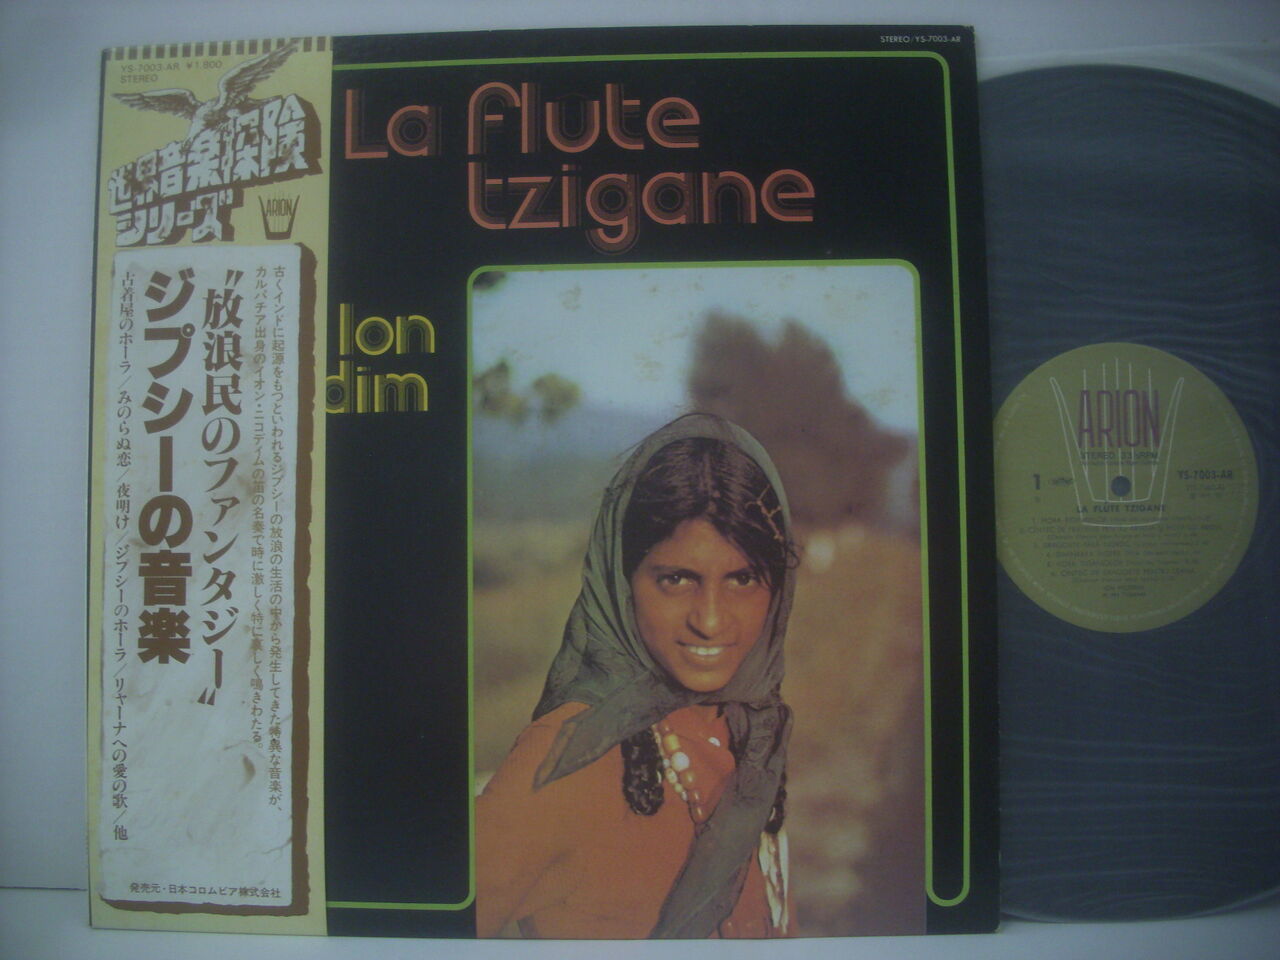 YS-7003-AR ¥1,800
STEREO
世界音楽探険
シリーズ
ARION
古くインドに起源をもつといわれるジプシーの放浪の生活の中から発生してきた特異な音楽が、
カルパチア出身のイオン・ニコディムの笛の名奏で時に激しく特に哀しく鳴きわたる。
"放浪民のファンタジー"
ジプシーの音楽
古着屋のホーラ/みのらぬ恋/夜明け/ジプシーのホーラ/リャーナへの愛の歌/他
発売元・日本コロムビア株式会社
STEREO/YS-7003-AR
La flute
tzigane
Ion
dim
ARION
STEREO 33⅓RPM
1
YS-7003-AR
LA FLUTE TZIGANE